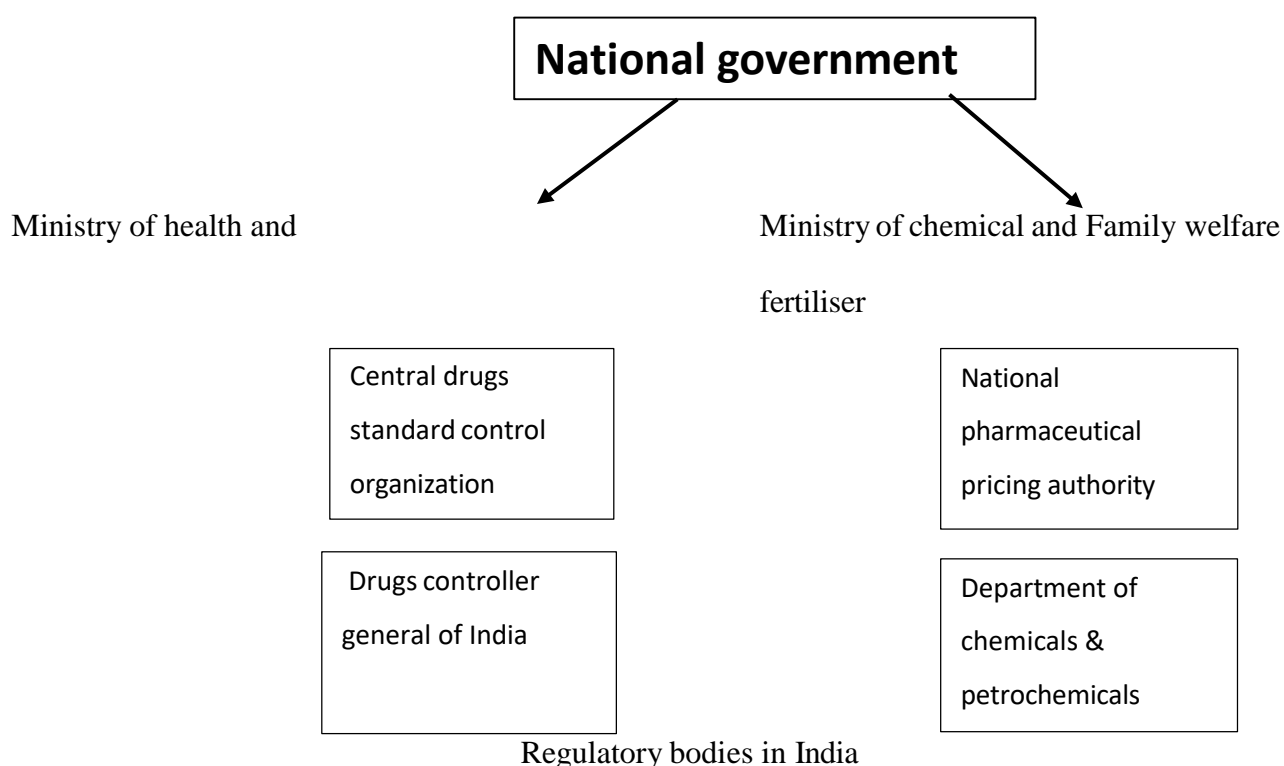 National government
Ministry of health and
Ministry of chemical and Family welfare
fertiliser
Central drugs
standard control
organization
National
pharmaceutical
pricing authority
Drugs controller
general of India
Department of
chemicals &
petrochemicals
Regulatory bodies in India